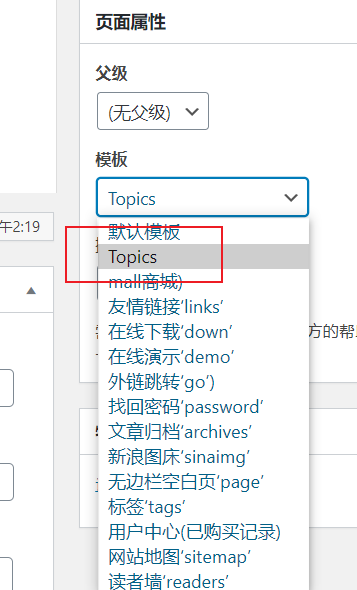 页面属性
父级
(无父级)
模板
Topics
午2:19
默认模板
Topics
mall商城)
友情链接‘links’
在线下载‘down’
方的帮
在线演示‘demo’
外链跳转‘go’)
找回密码‘password’
文章归档‘archives’
新浪图床‘sinaimg’
无边栏空白页‘page’
标签‘tags’
用户中心(已购买记录)
网站地图‘sitemap’
读者墙‘readers’